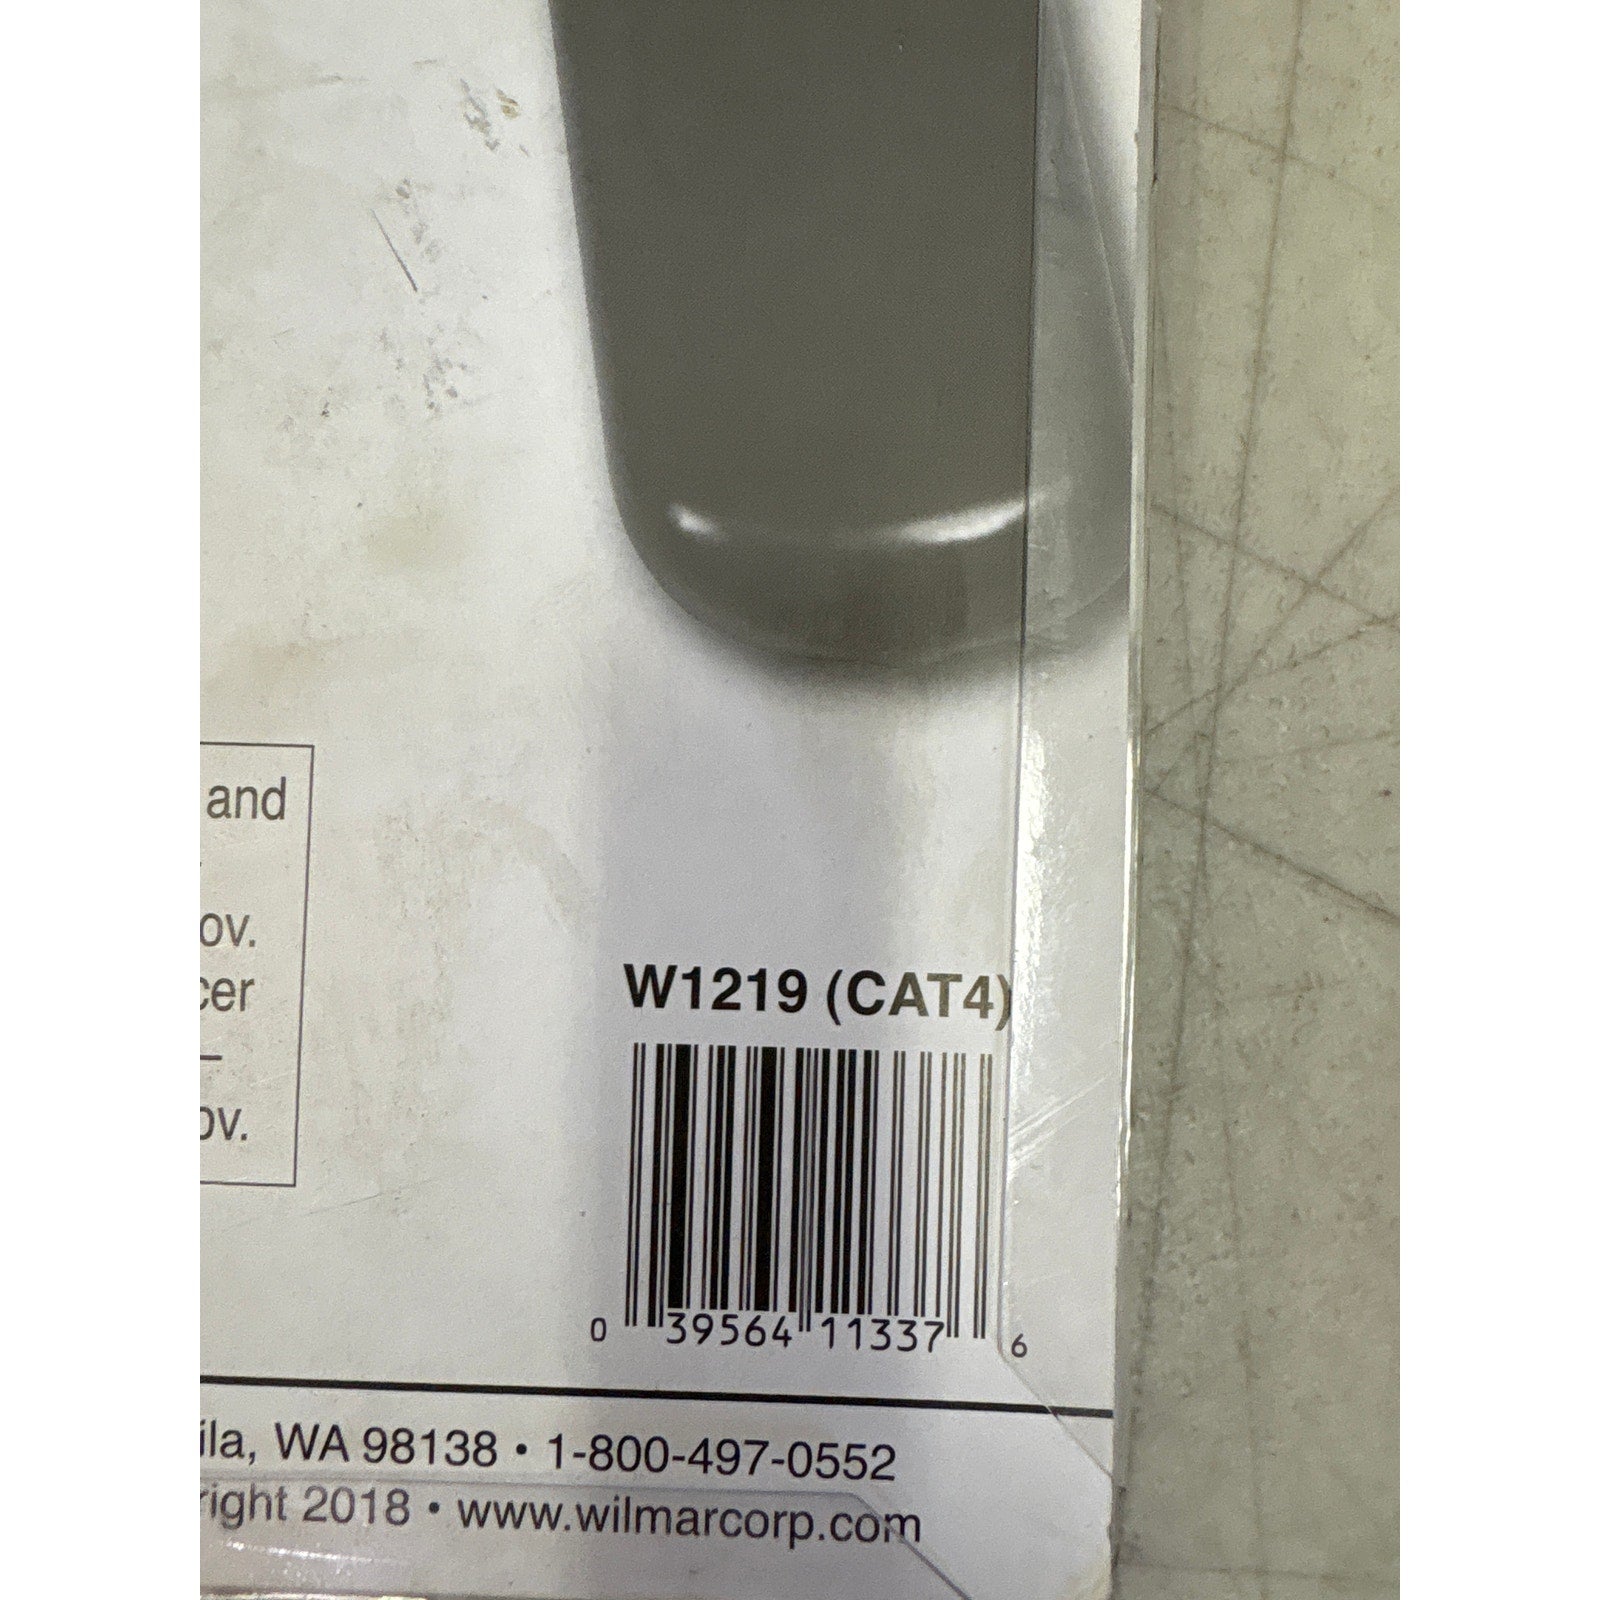 and
ov.
cer
ov.
W1219 (CAT4)
0 39564 11337 6
ila, WA 98138 • 1-800-497-0552
right 2018 • www.wilmarcorp.com